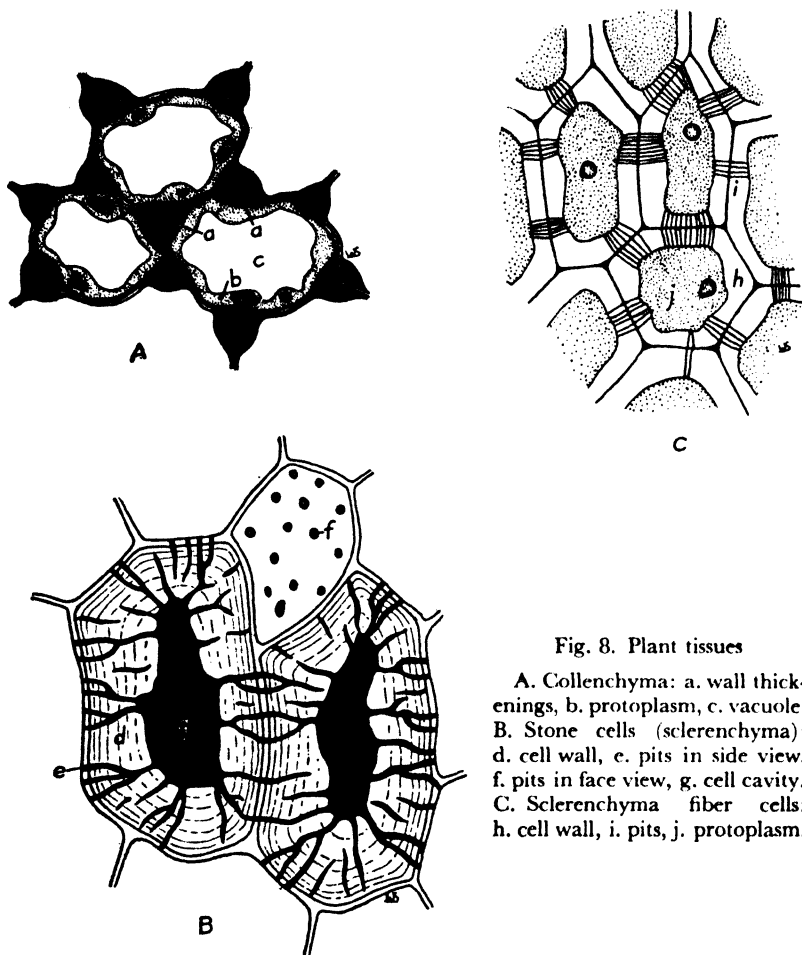 a
a
c
b
A
i
h
j
C
f
d
e
B
Fig. 8. Plant tissues
A. Collenchyma: a. wall thick-
enings, b. protoplasm, c. vacuole
B. Stone cells (sclerenchyma)
d. cell wall, e. pits in side view,
f. pits in face view, g. cell cavity.
C. Sclerenchyma fiber cells:
h. cell wall, i. pits, j. protoplasm.